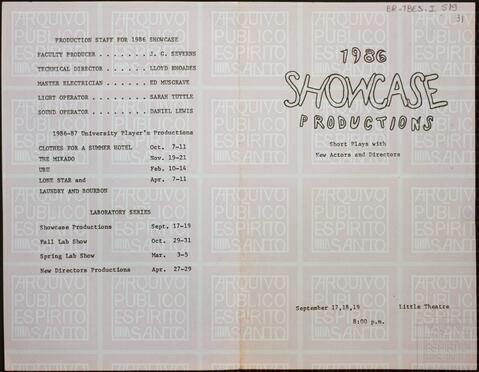 PRODUCTION STAFF FOR 1986 SHOWCASE
FACULTY PRODUCER . . . . . . . J. G. SEVERNS
TECHNICAL DIRECTOR . . . . . . LLOYD RHOADES
MASTER ELECTRICIAN . . . . . . ED MUSGRAVE
LIGHT OPERATOR . . . . . . . . SARAH TUTTLE
SOUND OPERATOR . . . . . . . . DANIEL LEWIS
1986-87 University Player's Productions
CLOTHES FOR A SUMMER HOTEL Oct. 7-11
THE MIKADO Nov. 19-21
UBU Feb. 10-14
LONE STAR and Apr. 7-11
LAUNDRY AND BOURBON
LABORATORY SERIES
Showcase Productions Sept. 17-19
Fall Lab Show Oct. 29-31
Spring Lab Show Mar. 3-5
New Directors Productions Apr. 27-29
1986
SHOWCASE
PRODUCTIONS
Short Plays with
New Actors and Directors
September 17,18,19 Little Theatre
8:00 p.m.
ARQUIVO
PÚBLICO
ESPÍRITO
SANTO